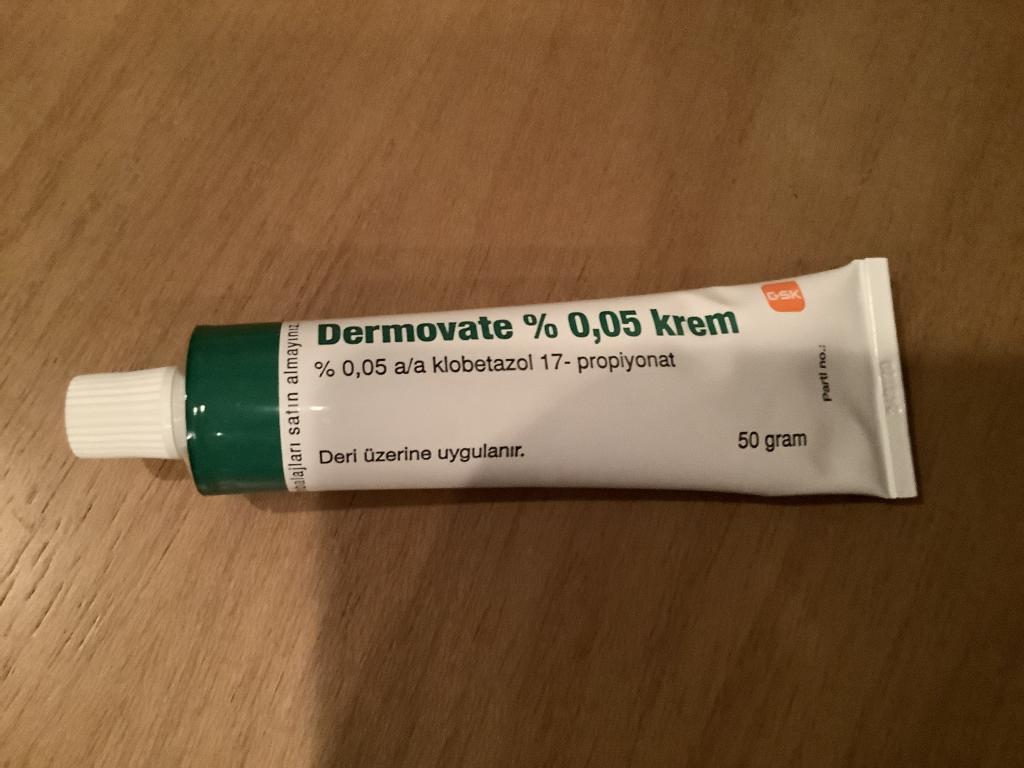 Dermovate % 0,05 krem
% 0,05 a/a klobetazol 17- propiyonat
Deri üzerine uygulanır.
50 gram
GSK
Parti no.:
satın almayınız